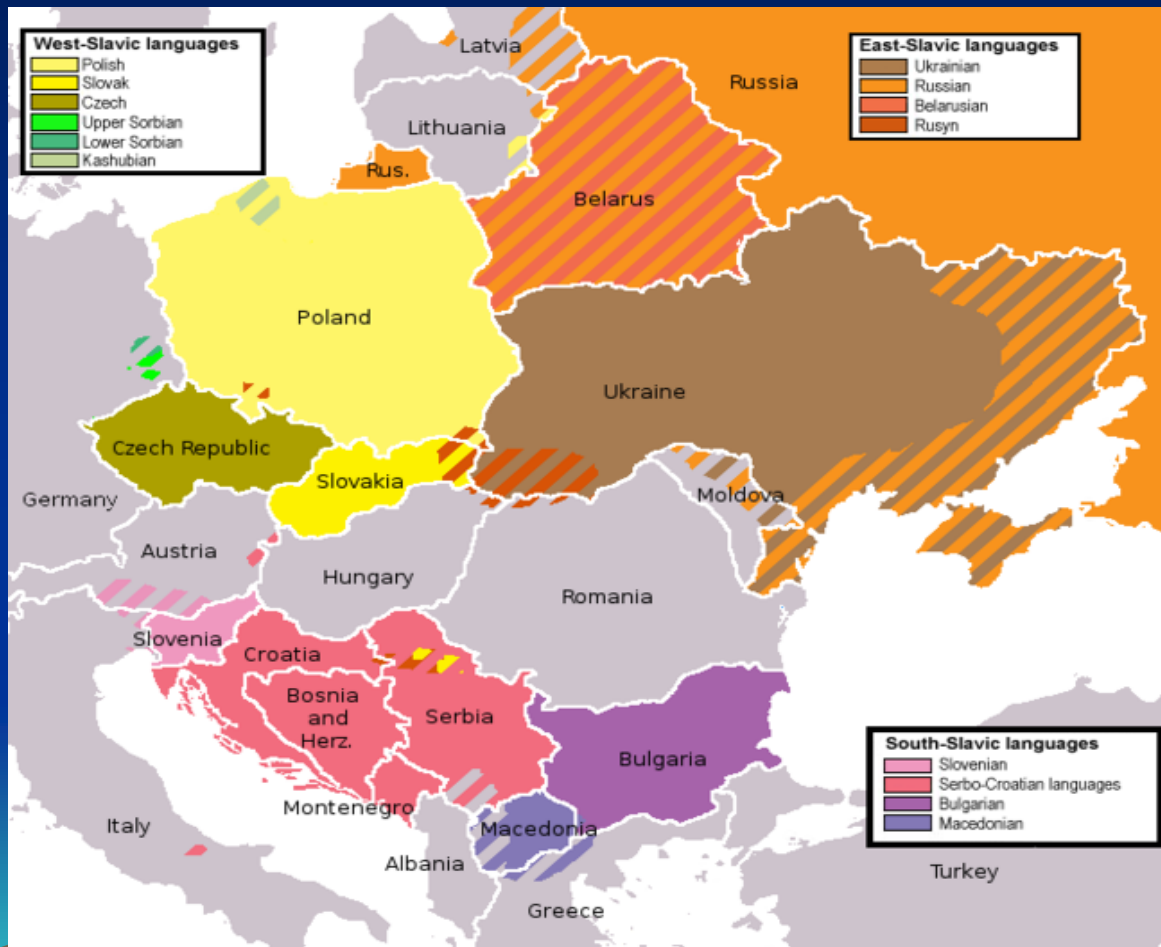 West-Slavic languages
Polish
Slovak
Czech
Upper Sorbian
Lower Sorbian
Kashubian
East-Slavic languages
Ukrainian
Russian
Belarusian
Rusyn
Latvia
Russia
Lithuania
Rus.
Belarus
Poland
Ukraine
Czech Republic
Slovakia
Germany
Moldova
Austria
Hungary
Romania
Slovenia
Croatia
Bosnia
and
Herz.
Serbia
Bulgaria
Montenegro
Italy
Macedonia
Albania
Greece
Turkey
South-Slavic languages
Slovenian
Serbo-Croatian languages
Bulgarian
Macedonian